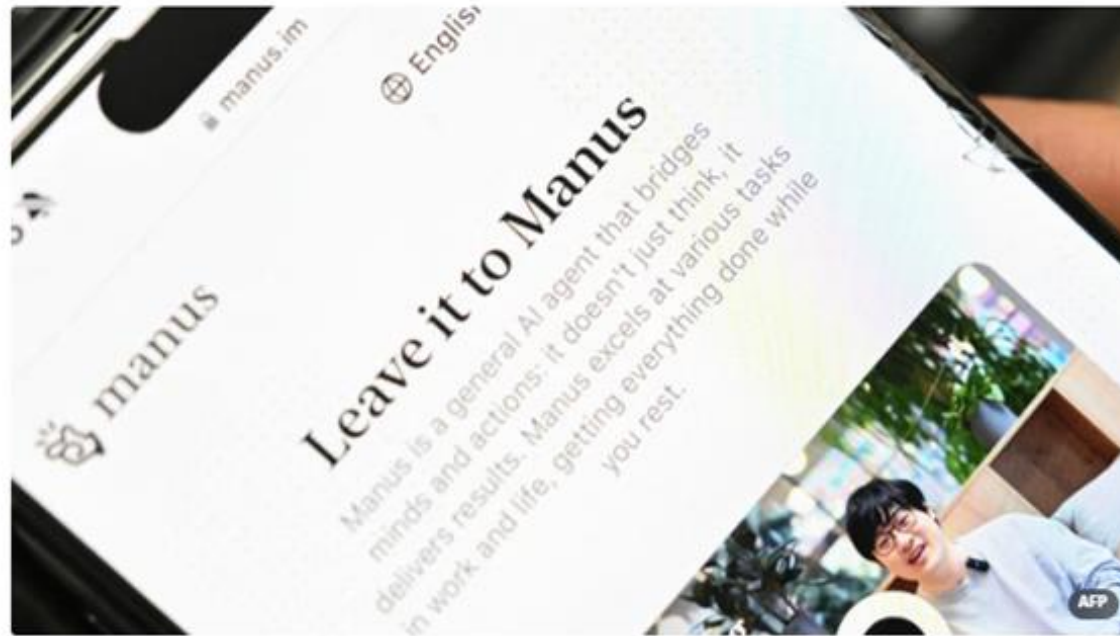 manus.im
English
manus
Leave it to Manus
Manus is a general AI agent that bridges
minds and actions: it doesn't just think, it
delivers results. Manus excels at various tasks
in work and life, getting everything done while
you rest.
AFP